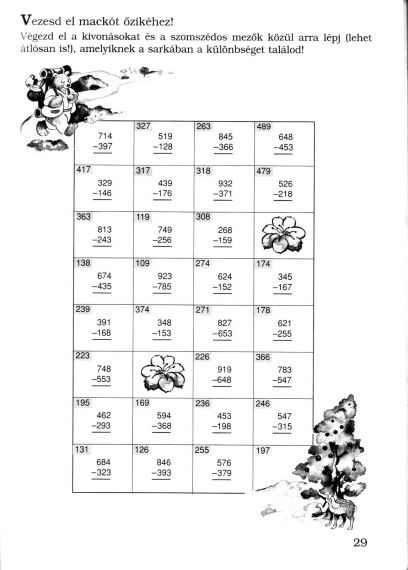 Vezesd el mackót őzikéhez!
Végezd el a kivonásokat és a szomszédos mezők közül arra lépj (lehet
átlósan is!), amelyiknek a sarkában a különbséget találod!
327 263 489
714 519 845 648
–397 –128 –366 –453
417 317 318 479
329 439 932 526
–146 –176 –371 –218
363 119 308
813 749 268
–243 –256 –159
138 109 274 174
674 923 624 345
–435 –785 –152 –167
239 374 271 178
391 348 827 621
–168 –153 –653 –255
223 226 366
748 919 783
–553 –648 –547
195 169 236 246
462 594 453 547
–293 –368 –198 –315
131 126 255 197
684 846 576
–323 –393 –379
29